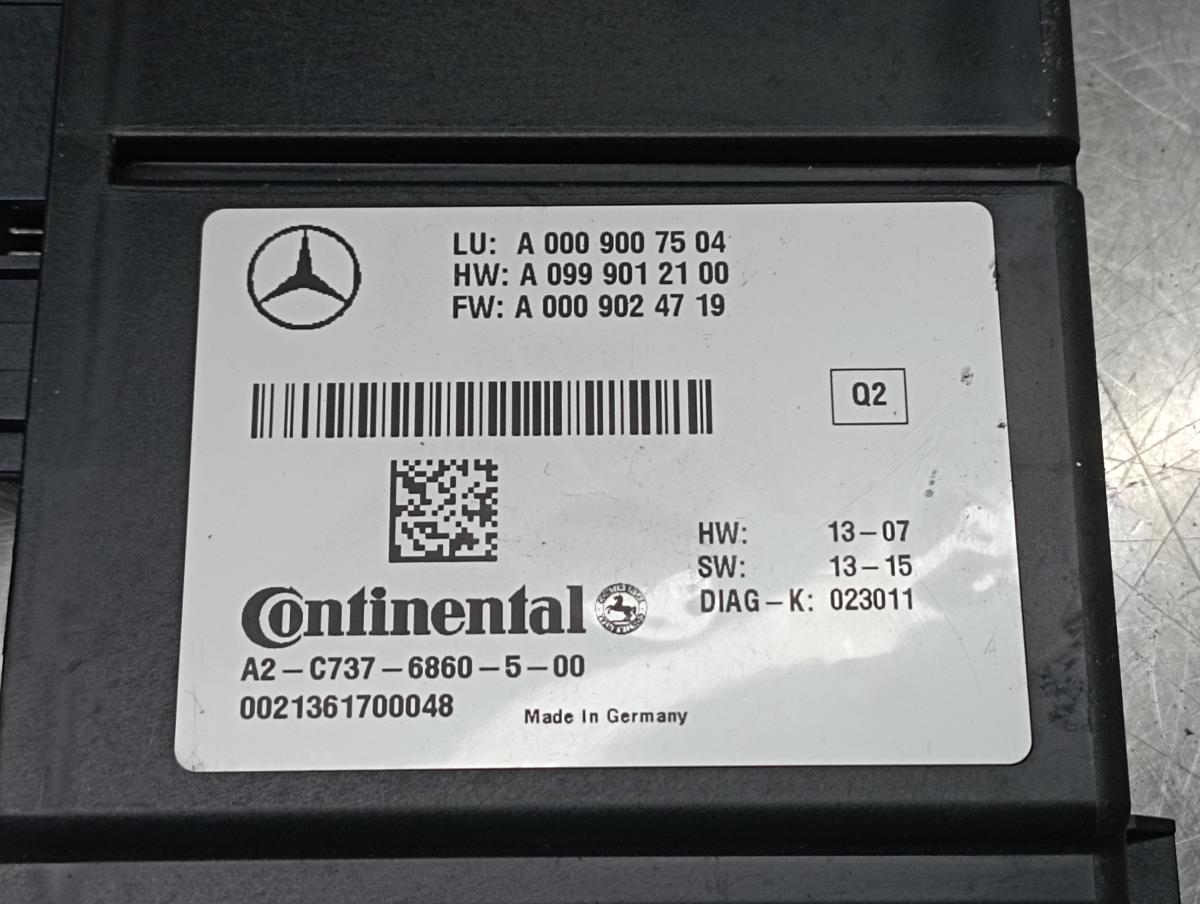 LU: A 000 900 75 04
HW: A 099 901 21 00
FW: A 000 902 47 19
Q2
HW: 13-07
SW: 13-15
DIAG-K: 023011
Continental
A2-C737-6860-5-00
0021361700048
Made In Germany